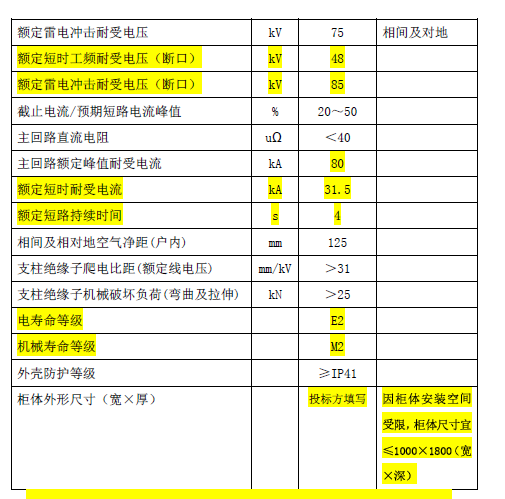 额定雷电冲击耐受电压 kV 75 相间及对地
额定短时工频耐受电压（断口） kV 48
额定雷电冲击耐受电压（断口） kV 85
截止电流/预期短路电流峰值 % 20～50
主回路直流电阻 uΩ ＜40
主回路额定峰值耐受电流 kA 80
额定短时耐受电流 kA 31.5
额定短路持续时间 s 4
相间及相对地空气净距(户内) mm 125
支柱绝缘子爬电比距(额定线电压) mm/kV ＞31
支柱绝缘子机械破坏负荷(弯曲及拉伸) kN ＞25
电寿命等级 E2
机械寿命等级 M2
外壳防护等级 ≥IP41
柜体外形尺寸（宽×厚） 投标方填写 因柜体安装空间
受限,柜体尺寸宜
≤1000×1800(宽
×深)